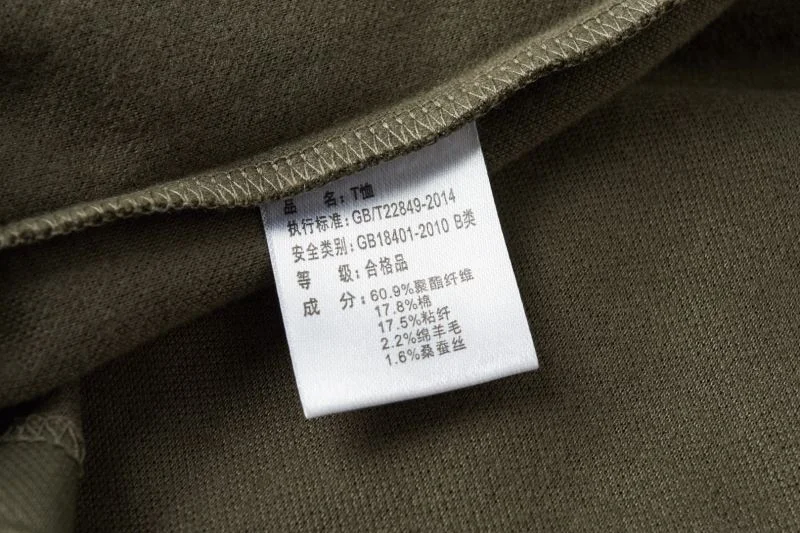 品 名：T恤
执行标准：GB/T22849-2014
安全类别：GB18401-2010 B类
等 级：合格品
成 分：60.9%聚酯纤维
17.8%棉
17.5%粘纤
2.2%绵羊毛
1.6%桑蚕丝